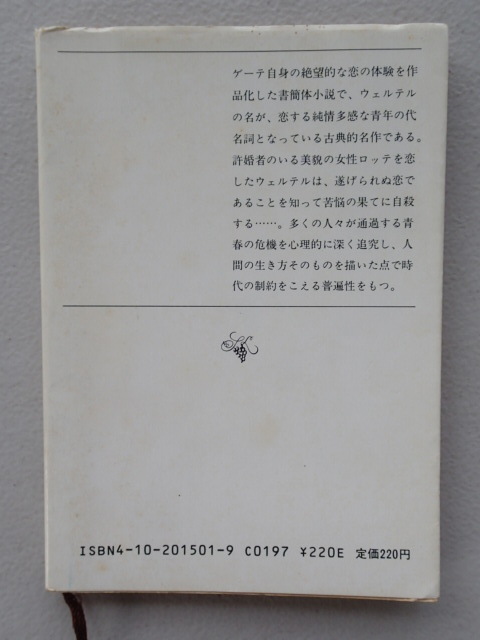 ゲーテ自身の絶望的な恋の体験を作
品化した書簡体小説で、ウェルテル
の名が、恋する純情多感な青年の代
名詞となっている古典的名作である。
許婚者のいる美貌の女性ロッテを恋
したウェルテルは、遂げられぬ恋で
あることを知って苦悩の果てに自殺
する……。多くの人々が通過する青
春の危機を心理的に深く追究し、人
間の生き方そのものを描いた点で時
代の制約をこえる普遍性をもつ。
ISBN4-10-201501-9 C0197 ¥220E 定価220円